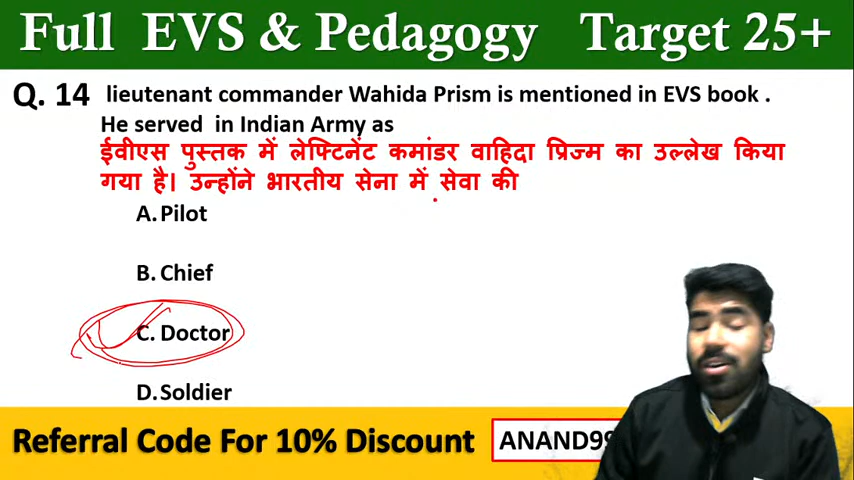 Full EVS & Pedagogy Target 25+
Q. 14 lieutenant commander Wahida Prism is mentioned in EVS book .
He served in Indian Army as
ईवीएस पुस्तक में लेफ्टिनेंट कमांडर वाहिदा प्रिज्म का उल्लेख किया
गया है। उन्होंने भारतीय सेना में सेवा की
A. Pilot
B. Chief
C. Doctor
D. Soldier
Referral Code For 10% Discount